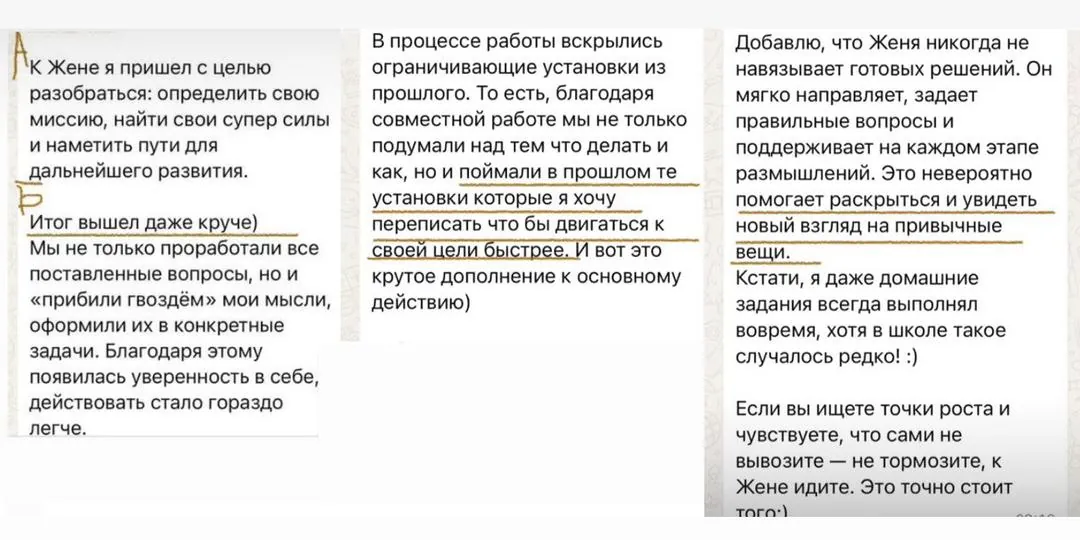 А
К Жене я пришел с целью
разобраться: определить свою
миссию, найти свои супер силы
и наметить пути для
дальнейшего развития.
Б
Итог вышел даже круче)
Мы не только проработали все
поставленные вопросы, но и
«прибили гвоздём» мои мысли,
оформили их в конкретные
задачи. Благодаря этому
появилась уверенность в себе,
действовать стало гораздо
легче.
В процессе работы вскрылись
ограничивающие установки из
прошлого. То есть, благодаря
совместной работе мы не только
подумали над тем что делать и
как, но и поймали в прошлом те
установки которые я хочу
переписать что бы двигаться к
своей цели быстрее. И вот это
крутое дополнение к основному
действию)
Добавлю, что Женя никогда не
навязывает готовых решений. Он
мягко направляет, задает
правильные вопросы и
поддерживает на каждом этапе
размышлений. Это невероятно
помогает раскрыться и увидеть
новый взгляд на привычные
вещи.
Кстати, я даже домашние
задания всегда выполнял
вовремя, хотя в школе такое
случалось редко! :)
Если вы ищете точки роста и
чувствуете, что сами не
вывозите — не тормозите, к
Жене идите. Это точно стоит
того:)